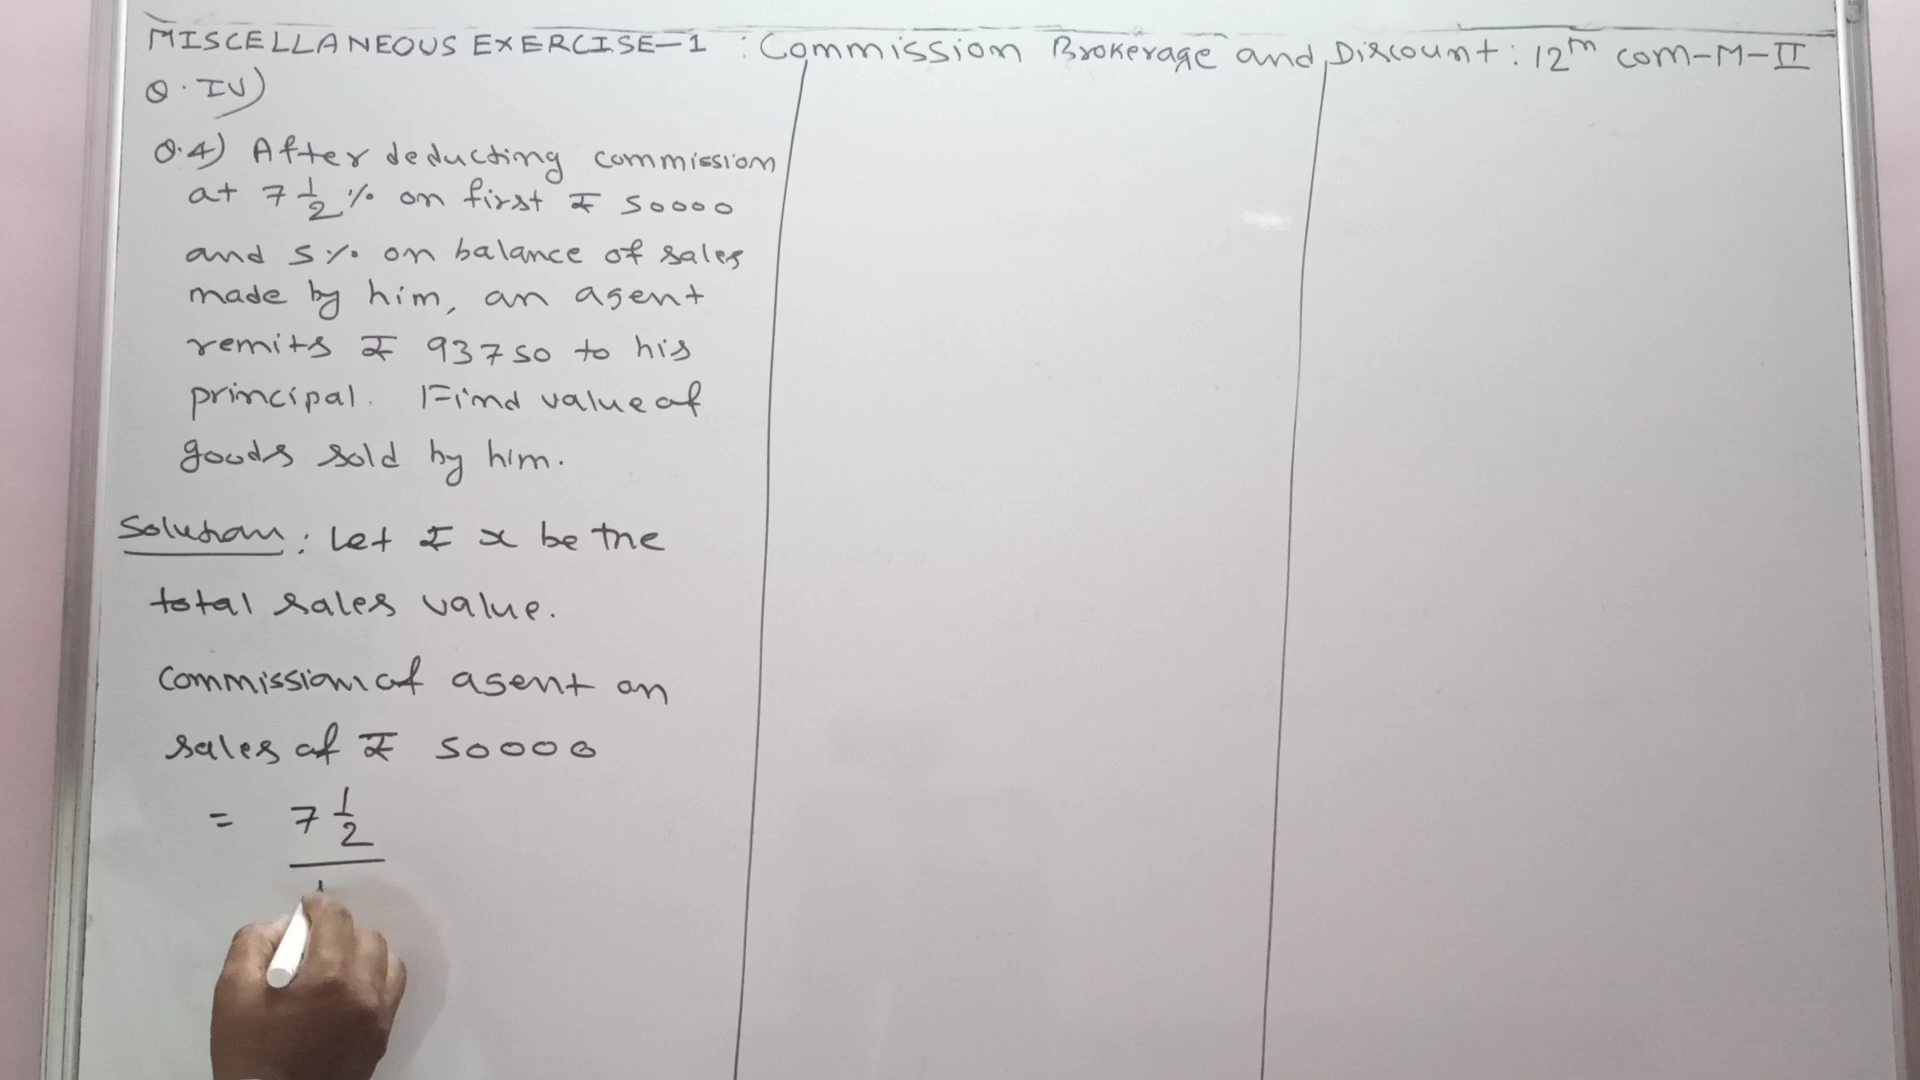 MISCELLANEOUS EXERCISE-1 : Commission Brokerage and Discount : 12th com-M-II
Q. IV)
Q.4) After deducting commission
at 7 1/2 % on first ₹ 50000
and 5% on balance of sales
made by him, an agent
remits ₹ 93750 to his
principal. Find value of
goods sold by him.
Solution : Let ₹ x be the
total sales value.
Commission of agent on
sales of ₹ 50000
= 7 1/2